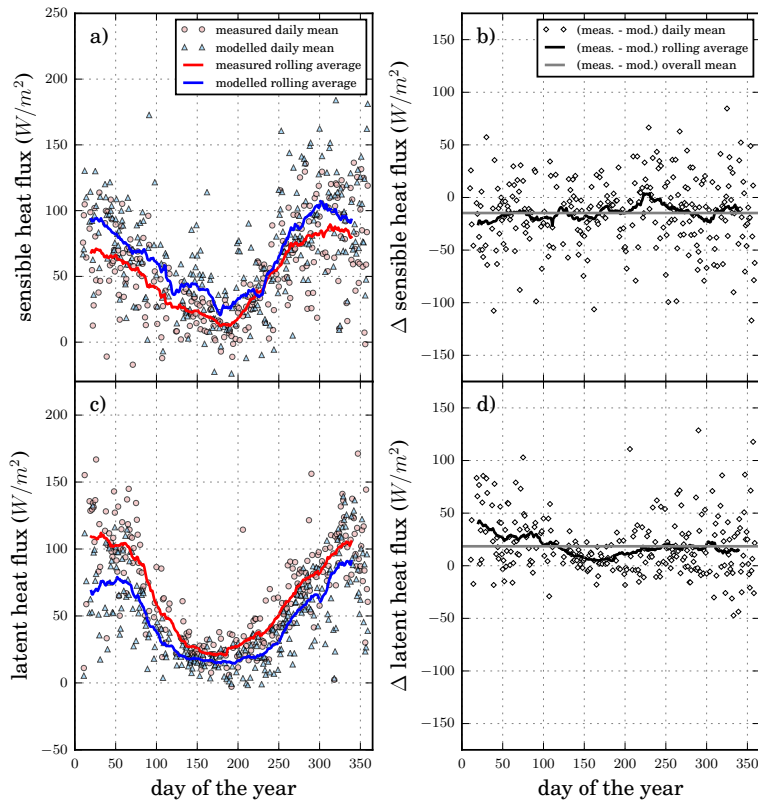 a)
measured daily mean
modelled daily mean
measured rolling average
modelled rolling average
sensible heat flux (W/m²)
250
200
150
100
50
0
b)
(meas. - mod.) daily mean
(meas. - mod.) rolling average
(meas. - mod.) overall mean
Δ sensible heat flux (W/m²)
150
100
50
0
−50
−100
−150
c)
latent heat flux (W/m²)
200
150
100
50
0
−50
0 50 100 150 200 250 300 350
day of the year
d)
Δ latent heat flux (W/m²)
150
100
50
0
−50
−100
−150
0 50 100 150 200 250 300 350
day of the year